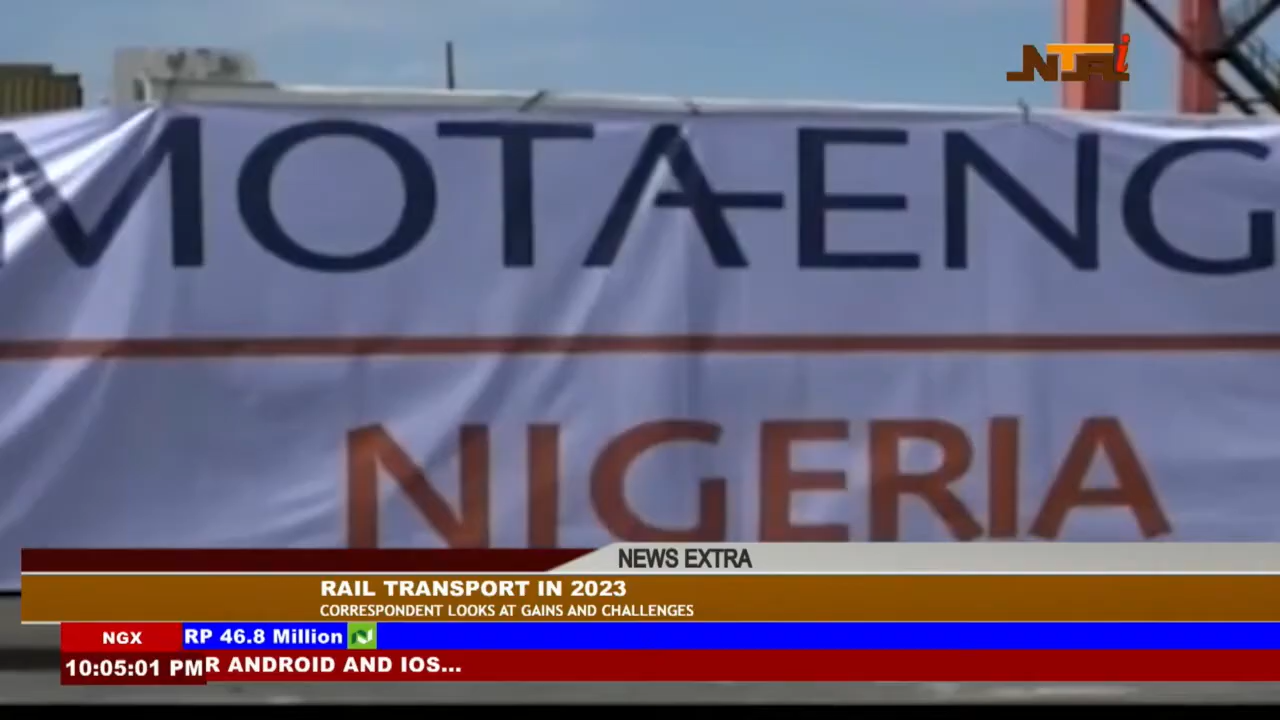 NTAi
MOTA-ENG
NIGERIA
NEWS EXTRA
RAIL TRANSPORT IN 2023
CORRESPONDENT LOOKS AT GAINS AND CHALLENGES
NGX RP 46.8 Million
10:05:01 PM R ANDROID AND IOS...